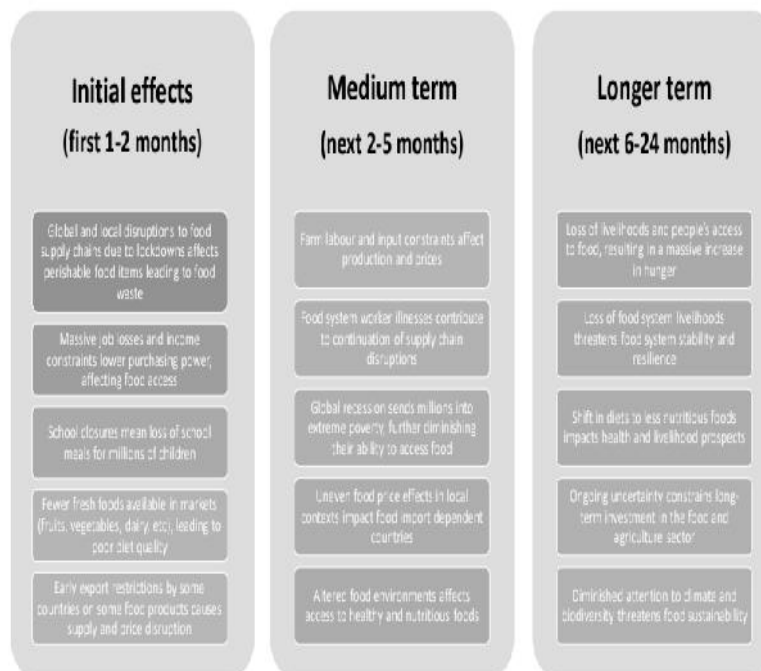 Initial effects
(first 1-2 months)
Global and local disruptions to food
supply chains due to lockdowns affects
perishable food items leading to food
waste
Massive job losses and income
constraints lower purchasing power,
affecting food access
School closures mean loss of school
meals for millions of children
Fewer fresh foods available in markets
(fruits, vegetables, dairy, etc), leading to
poor diet quality
Early export restrictions by some
countries on some food products causes
supply and price disruption
Medium term
(next 2-5 months)
Farm labour and input constraints affect
production and prices
Food system worker illnesses contribute
to continuation of supply chain
disruptions
Global recession sends millions into
extreme poverty, further diminishing
their ability to access food
Uneven food price effects in local
contexts impact food import dependent
countries
Altered food environments affects
access to healthy and nutritious foods
Longer term
(next 6-24 months)
Loss of livelihoods and people's access
to food, resulting in a massive increase
in hunger
Loss of food system livelihoods
threatens food system stability and
resilience
Shift in diets to less nutritious foods
impacts health and livelihood prospects
Ongoing uncertainty constrains long-
term investment in the food and
agriculture sector
Diminished attention to climate and
biodiversity threatens food sustainability